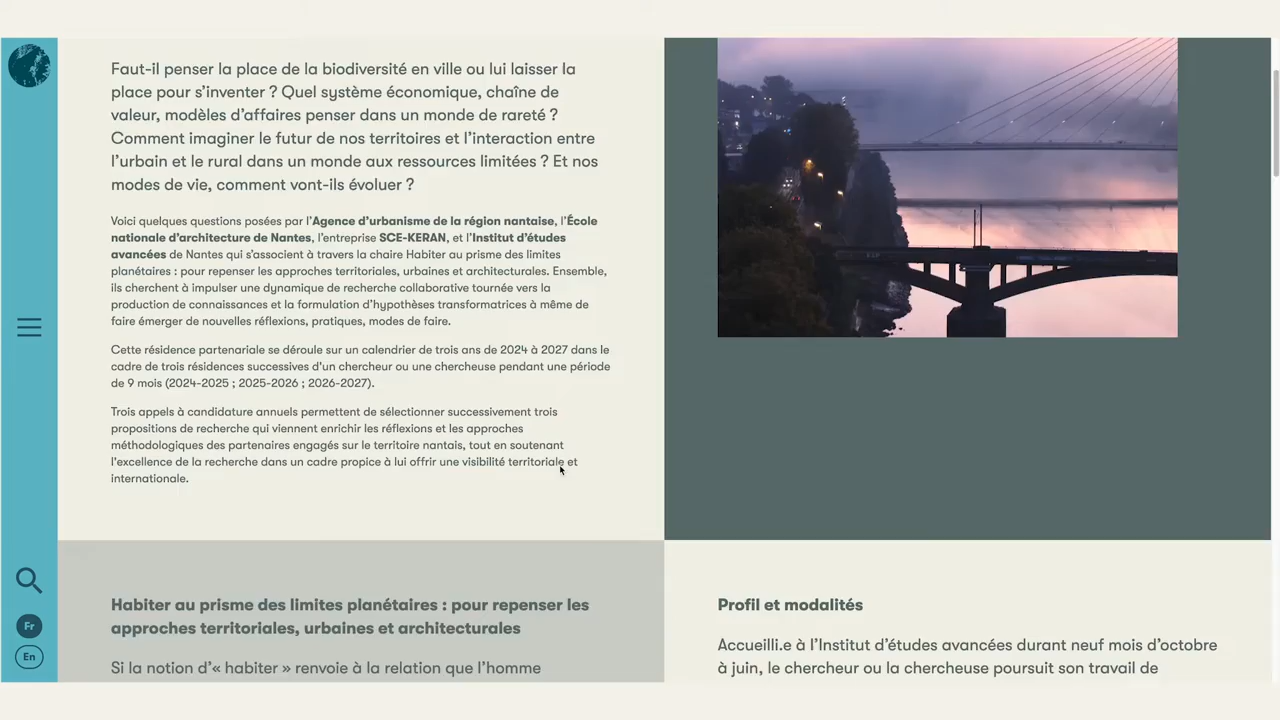 Faut-il penser la place de la biodiversité en ville ou lui laisser la
place pour s'inventer ? Quel système économique, chaîne de
valeur, modèles d'affaires penser dans un monde de rareté ?
Comment imaginer le futur de nos territoires et l'interaction entre
l'urbain et le rural dans un monde aux ressources limitées ? Et nos
modes de vie, comment vont-ils évoluer ?
Voici quelques questions posées par l'Agence d'urbanisme de la région nantaise, l'École
nationale d'architecture de Nantes, l'entreprise SCE-KERAN, et l'Institut d'études
avancées de Nantes qui s'associent à travers la chaire Habiter au prisme des limites
planétaires : pour repenser les approches territoriales, urbaines et architecturales. Ensemble,
ils cherchent à impulser une dynamique de recherche collaborative tournée vers la
production de connaissances et la formulation d'hypothèses transformatrices à même de
faire émerger de nouvelles réflexions, pratiques, modes de faire.
Cette résidence partenariale se déroule sur un calendrier de trois ans de 2024 à 2027 dans le
cadre de trois résidences successives d'un chercheur ou une chercheuse pendant une période
de 9 mois (2024-2025 ; 2025-2026 ; 2026-2027).
Trois appels à candidature annuels permettent de sélectionner successivement trois
propositions de recherche qui viennent enrichir les réflexions et les approches
méthodologiques des partenaires engagés sur le territoire nantais, tout en soutenant
l'excellence de la recherche dans un cadre propice à lui offrir une visibilité territoriale et
internationale.
Habiter au prisme des limites planétaires : pour repenser les
approches territoriales, urbaines et architecturales
Si la notion d'« habiter » renvoie à la relation que l'homme
Profil et modalités
Accueilli.e à l'Institut d'études avancées durant neuf mois d'octobre
à juin, le chercheur ou la chercheuse poursuit son travail de
Fr
En